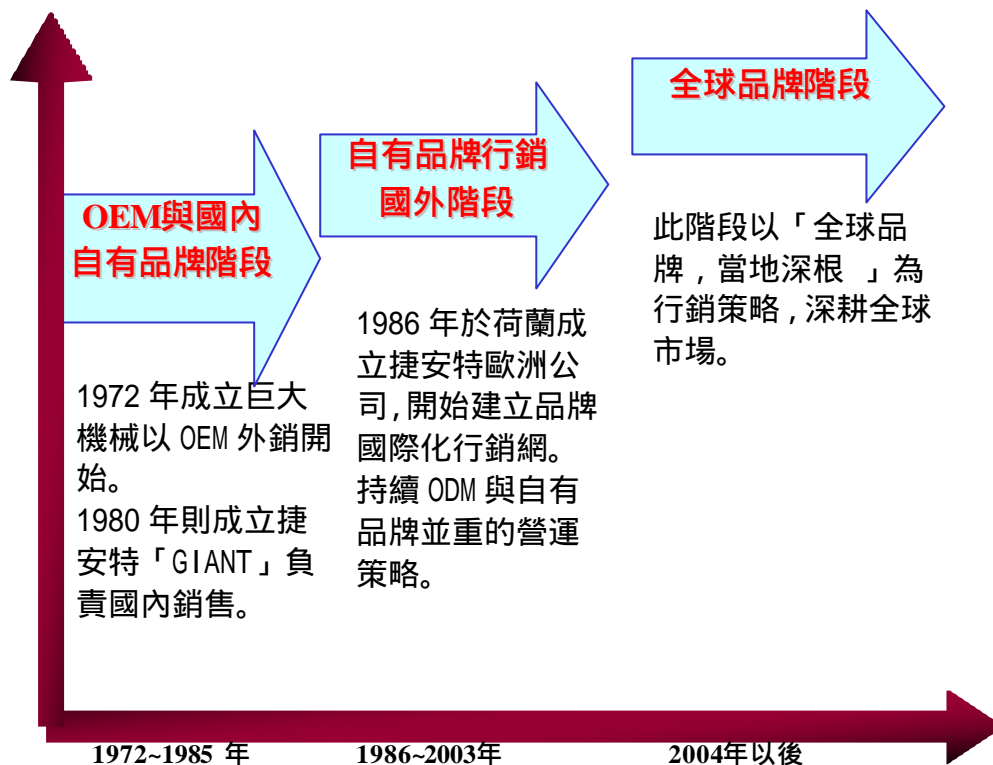 OEM與國內
自有品牌階段
1972 年成立巨大
機械以 OEM 外銷開
始。
1980 年則成立捷
安特「GIANT」負
責國內銷售。
自有品牌行銷
國外階段
1986 年於荷蘭成
立捷安特歐洲公
司,開始建立品牌
國際化行銷網。
持續 ODM 與自有
品牌並重的營運
策略。
全球品牌階段
此階段以「全球品
牌,當地深根 」為
行銷策略,深耕全球
市場。
1972~1985 年
1986~2003年
2004年以後